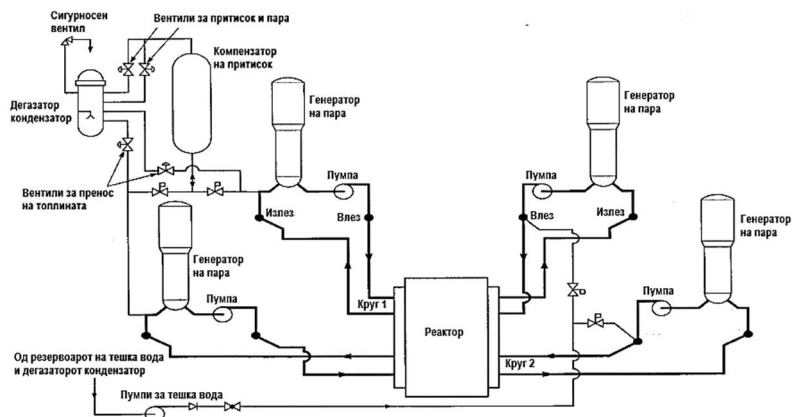 Сигурносен
вентил
Вентили за притисок и пара
Компензатор
на притисок
Дегазатор
кондензатор
Генератор
на пара
Генератор
на пара
Пумпа
Пумпа
P
P
Вентили за пренос
на топлината
Излез
Влез
Влез
Излез
Генератор
на пара
Генератор
на пара
Пумпа
Пумпа
Круг 1
Реактор
P
Круг 2
Од резервоарот на тешка вода
и дегазаторот кондензатор
Пумпи за тешка вода